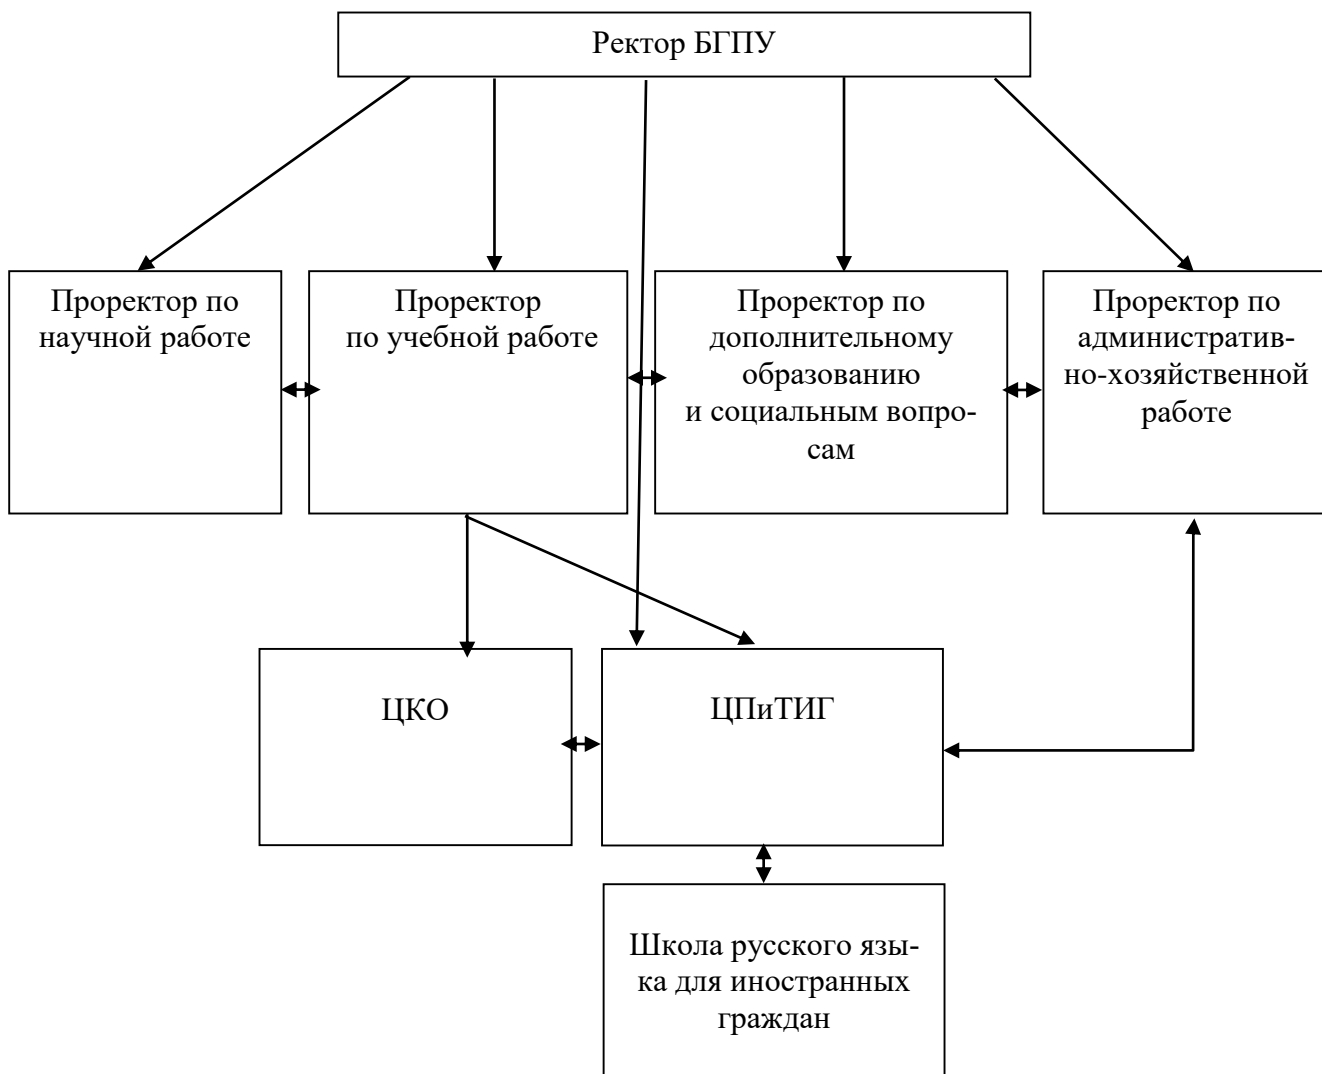 Ректор БГПУ
Проректор по
научной работе
Проректор
по учебной работе
Проректор по
дополнительному
образованию
и социальным вопро-
сам
Проректор по
административ-
но-хозяйственной
работе
ЦКО
ЦПиТИГ
Школа русского язы-
ка для иностранных
граждан